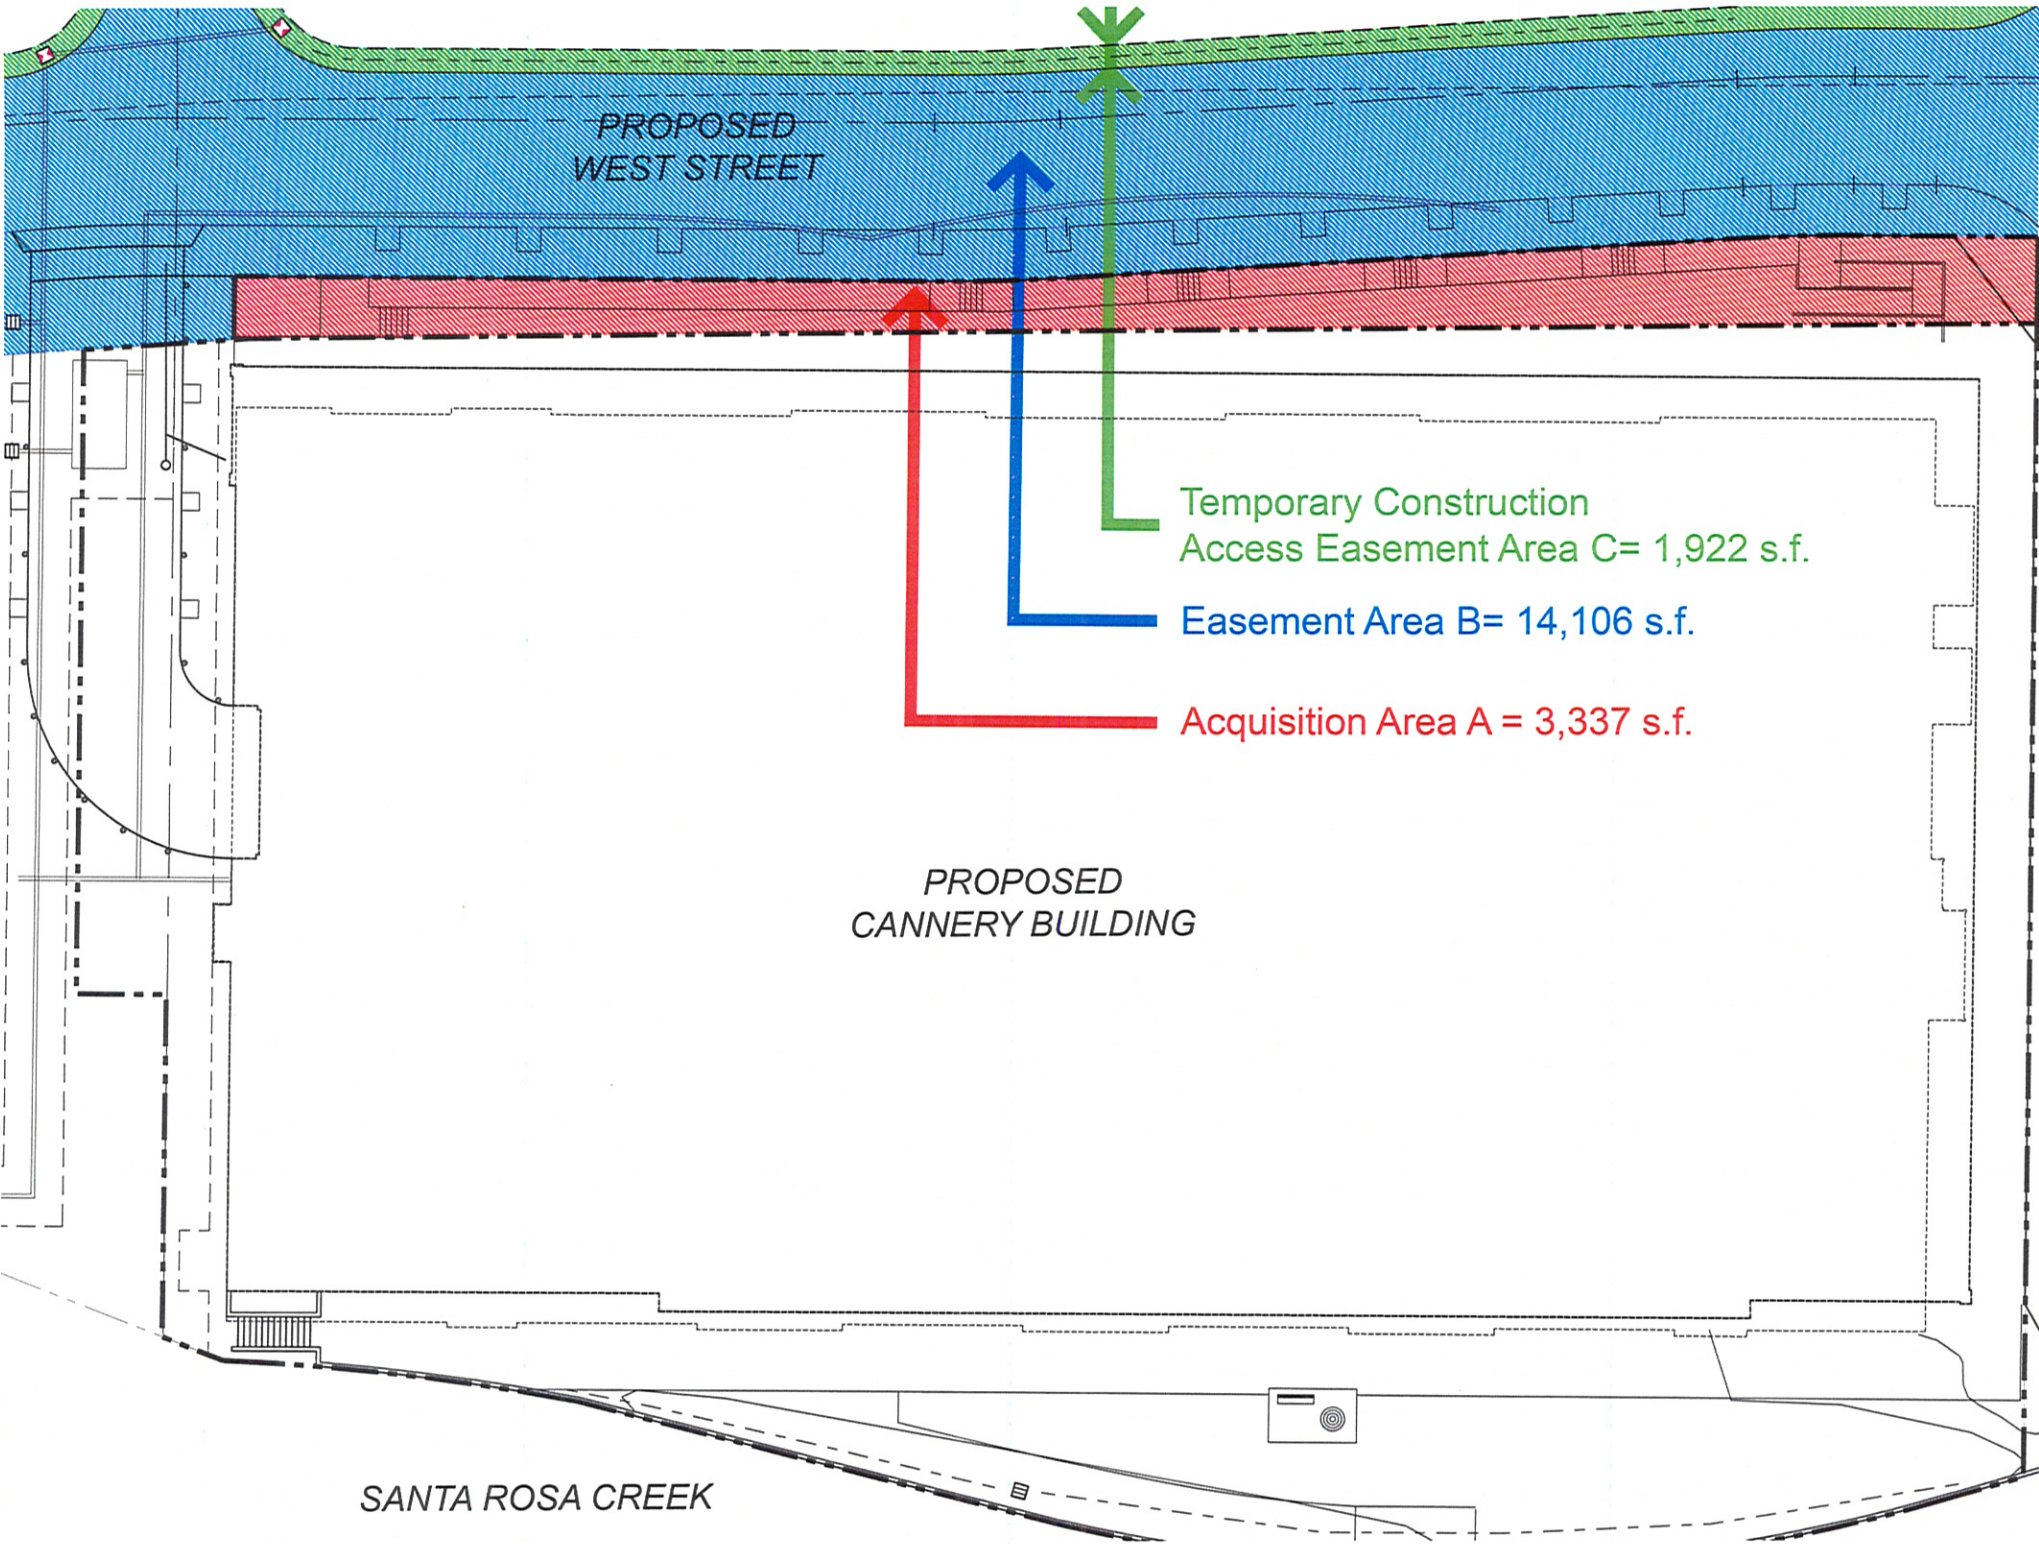 PROPOSED
WEST STREET
Temporary Construction
Access Easement Area C= 1,922 s.f.
Easement Area B= 14,106 s.f.
Acquisition Area A = 3,337 s.f.
PROPOSED
CANNERY BUILDING
SANTA ROSA CREEK